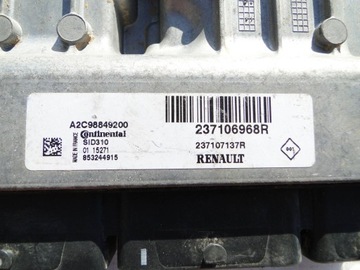 A2C98849200
Continental
MADE IN FRANCE
SID310
01 15271
853244915
237106968R
237107137R
RENAULT